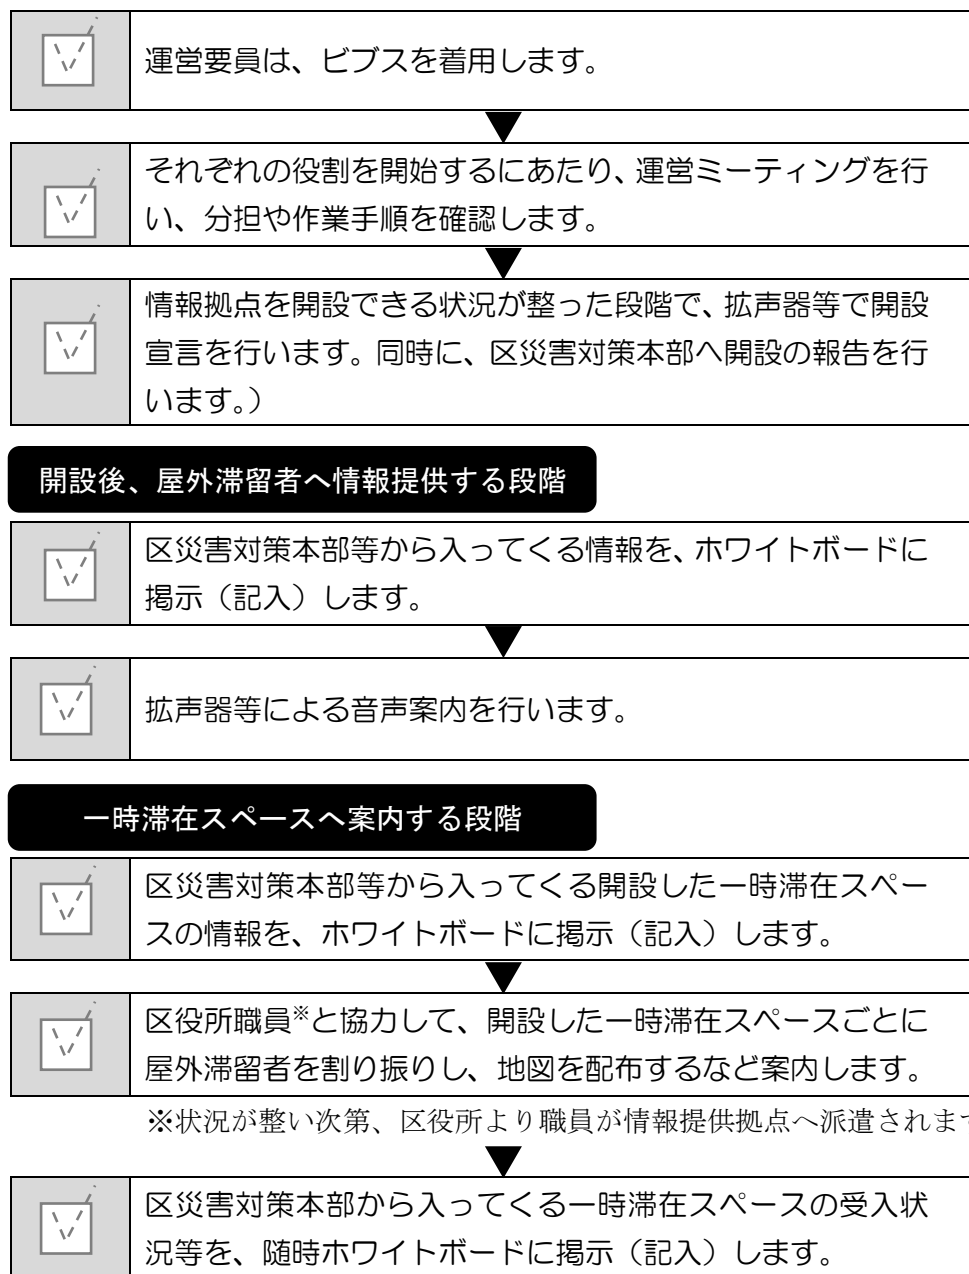 運営要員は、ビブスを着用します。
それぞれの役割を開始するにあたり、運営ミーティングを行
い、分担や作業手順を確認します。
情報拠点を開設できる状況が整った段階で、拡声器等で開設
宣言を行います。同時に、区災害対策本部へ開設の報告を行
います。）
開設後、屋外滞留者へ情報提供する段階
区災害対策本部等から入ってくる情報を、ホワイトボードに
掲示（記入）します。
拡声器等による音声案内を行います。
一時滞在スペースへ案内する段階
区災害対策本部等から入ってくる開設した一時滞在スペー
スの情報を、ホワイトボードに掲示（記入）します。
区役所職員※と協力して、開設した一時滞在スペースごとに
屋外滞留者を割り振りし、地図を配布するなど案内します。
※状況が整い次第、区役所より職員が情報提供拠点へ派遣されます
区災害対策本部から入ってくる一時滞在スペースの受入状
況等を、随時ホワイトボードに掲示（記入）します。